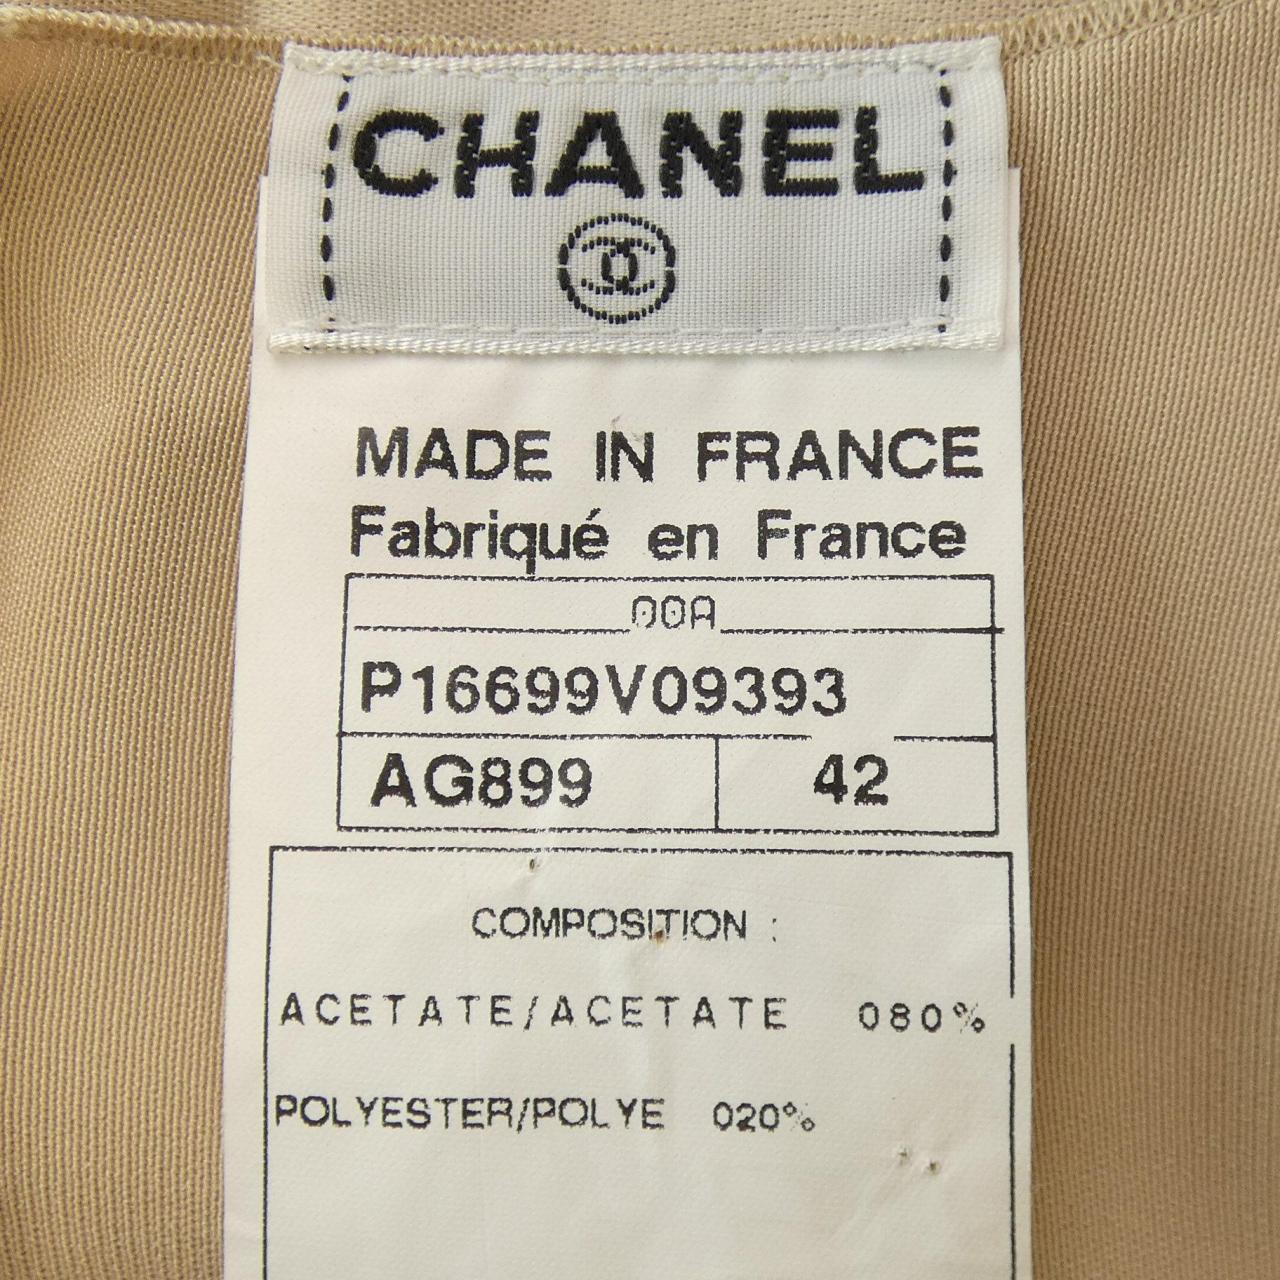 CHANEL
MADE IN FRANCE
Fabriqué en France
00A
P16699V09393
AG899 42
COMPOSITION :
ACETATE/ACETATE 080%
POLYESTER/POLYE 020%